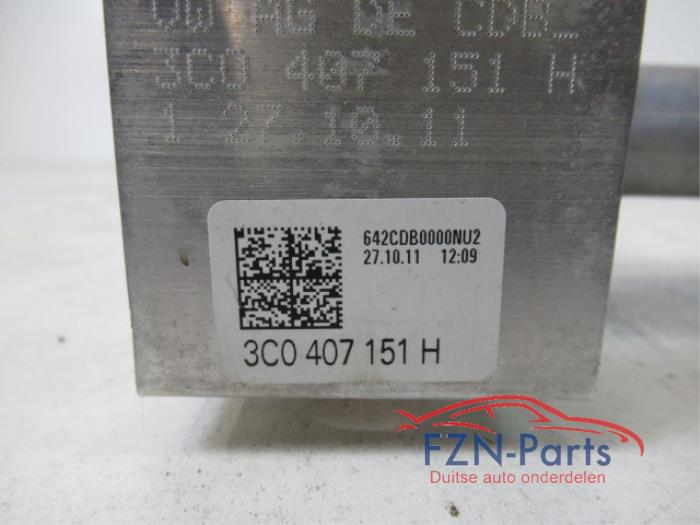 3C0 407 151 H
1 27.10.11
642CDB0000NU2
27.10.11 12:09
3C0 407 151 H
FZN-Parts
Duitse auto onderdelen